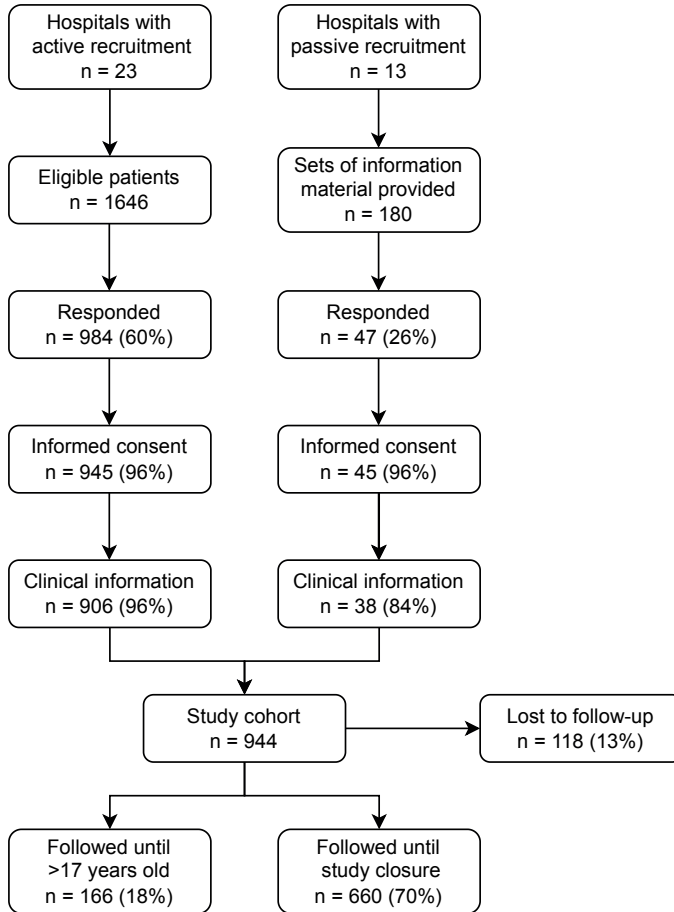 Hospitals with
active recruitment
n = 23
Hospitals with
passive recruitment
n = 13
Eligible patients
n = 1646
Sets of information
material provided
n = 180
Responded
n = 984 (60%)
Responded
n = 47 (26%)
Informed consent
n = 945 (96%)
Informed consent
n = 45 (96%)
Clinical information
n = 906 (96%)
Clinical information
n = 38 (84%)
Study cohort
n = 944
Lost to follow-up
n = 118 (13%)
Followed until
>17 years old
n = 166 (18%)
Followed until
study closure
n = 660 (70%)